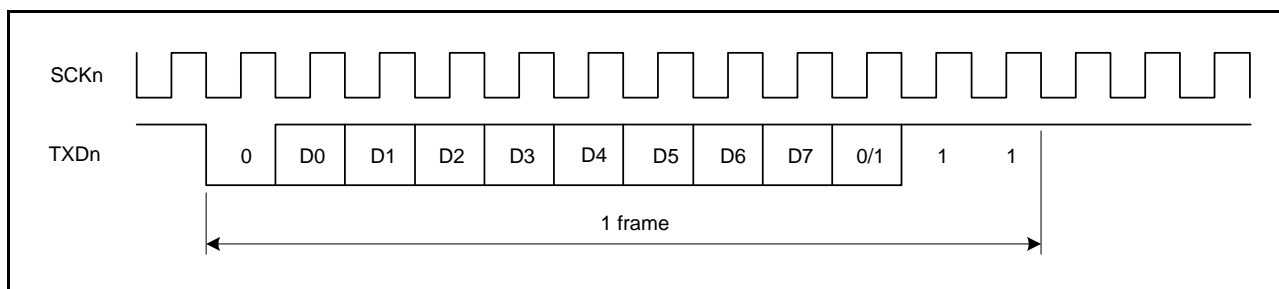 SCKn
TXDn
0 D0 D1 D2 D3 D4 D5 D6 D7 0/1 1 1
1 frame